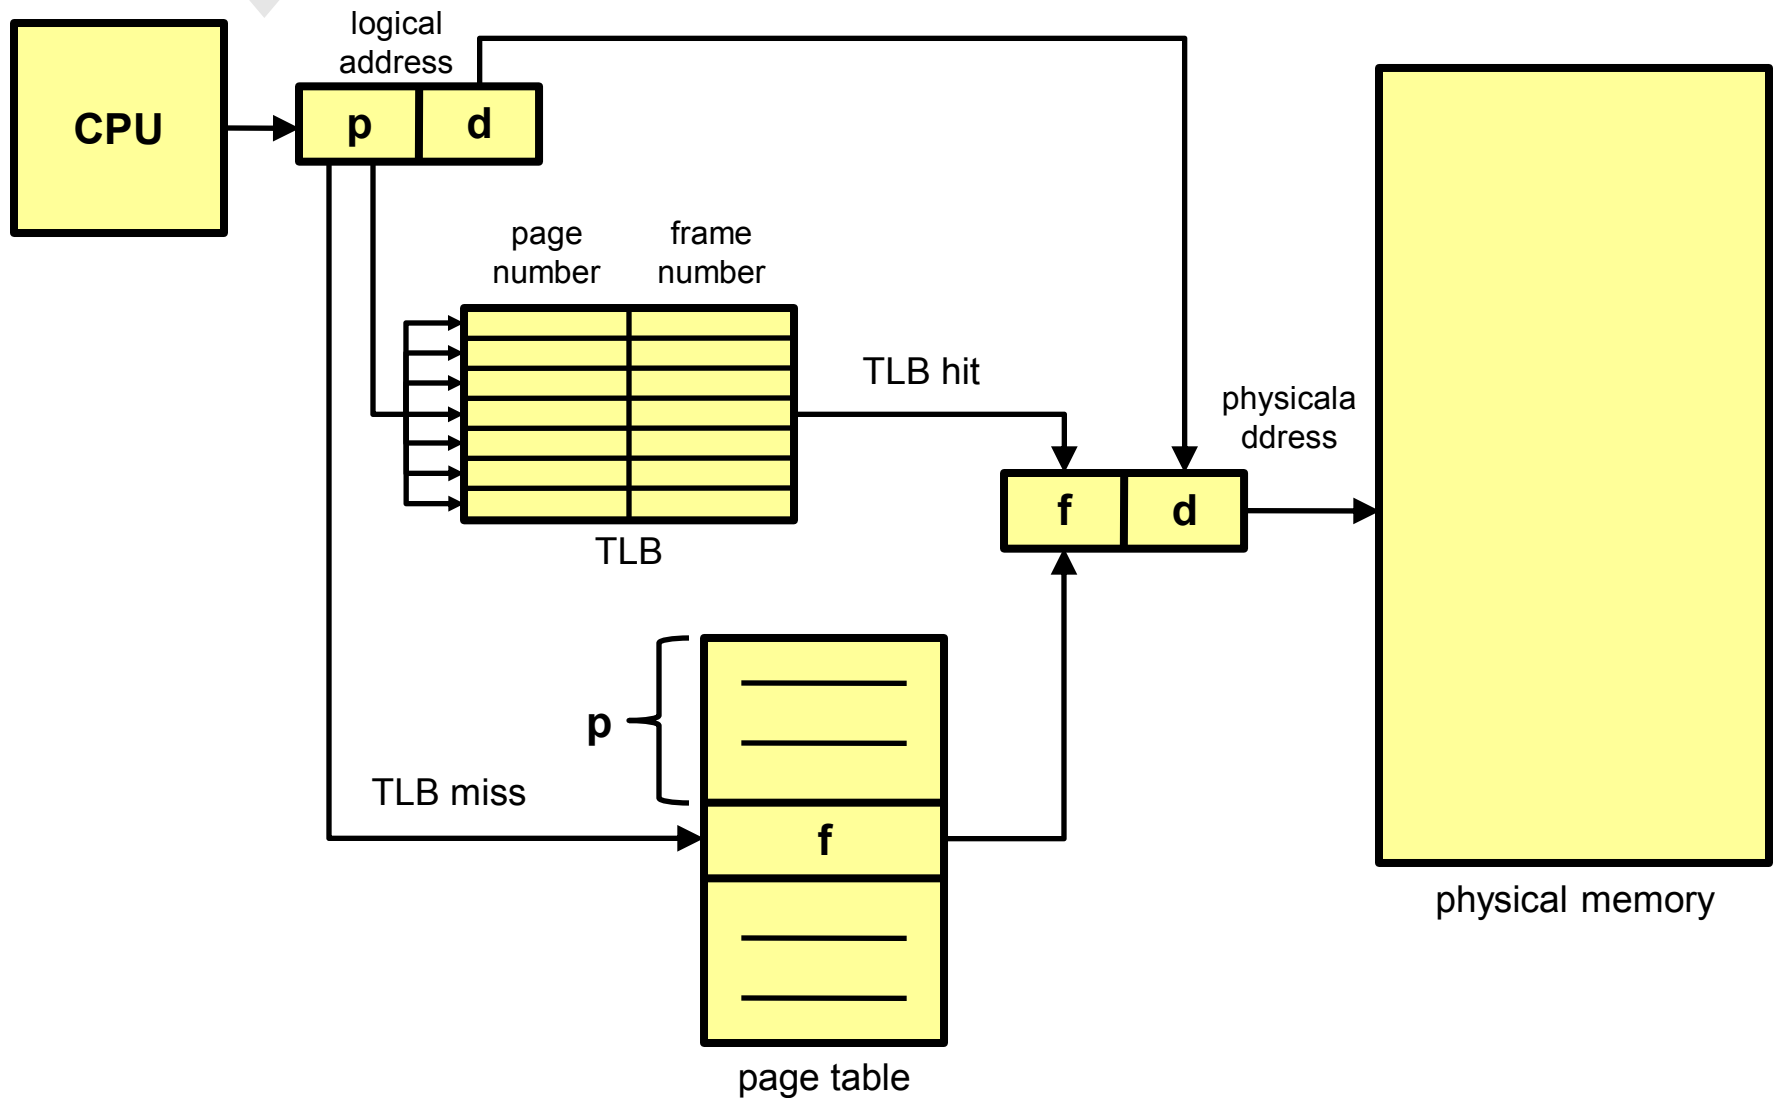 logical
address
CPU
p
d
page
number
frame
number
TLB hit
physicala
ddress
f
d
TLB
p
TLB miss
f
physical memory
page table